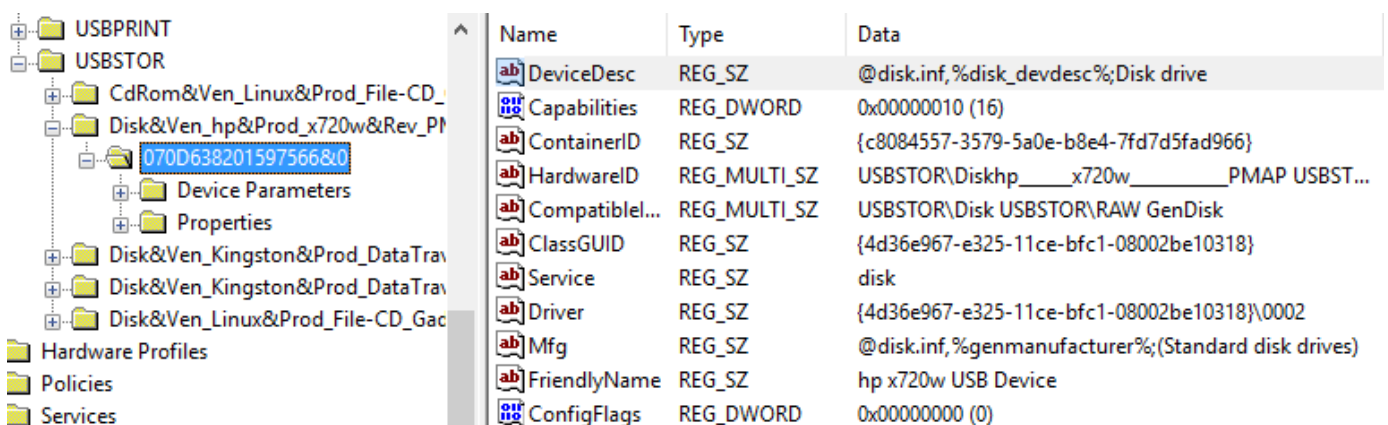 USBPRINT
USBSTOR
CdRom&Ven_Linux&Prod_File-CD_
Disk&Ven_hp&Prod_x720w&Rev_PM
070D638201597566&0
Device Parameters
Properties
Disk&Ven_Kingston&Prod_DataTrav
Disk&Ven_Kingston&Prod_DataTrav
Disk&Ven_Linux&Prod_File-CD_Gac
Hardware Profiles
Policies
Services
Name Type Data
DeviceDesc REG_SZ @disk.inf,%disk_devdesc%;Disk drive
Capabilities REG_DWORD 0x00000010 (16)
ContainerID REG_SZ {c8084557-3579-5a0e-b8e4-7fd7d5fad966}
HardwareID REG_MULTI_SZ USBSTOR\Diskhp______x720w__________PMAP USBST...
CompatibleI... REG_MULTI_SZ USBSTOR\Disk USBSTOR\RAW GenDisk
ClassGUID REG_SZ {4d36e967-e325-11ce-bfc1-08002be10318}
Service REG_SZ disk
Driver REG_SZ {4d36e967-e325-11ce-bfc1-08002be10318}\0002
Mfg REG_SZ @disk.inf,%genmanufacturer%;(Standard disk drives)
FriendlyName REG_SZ hp x720w USB Device
ConfigFlags REG_DWORD 0x00000000 (0)